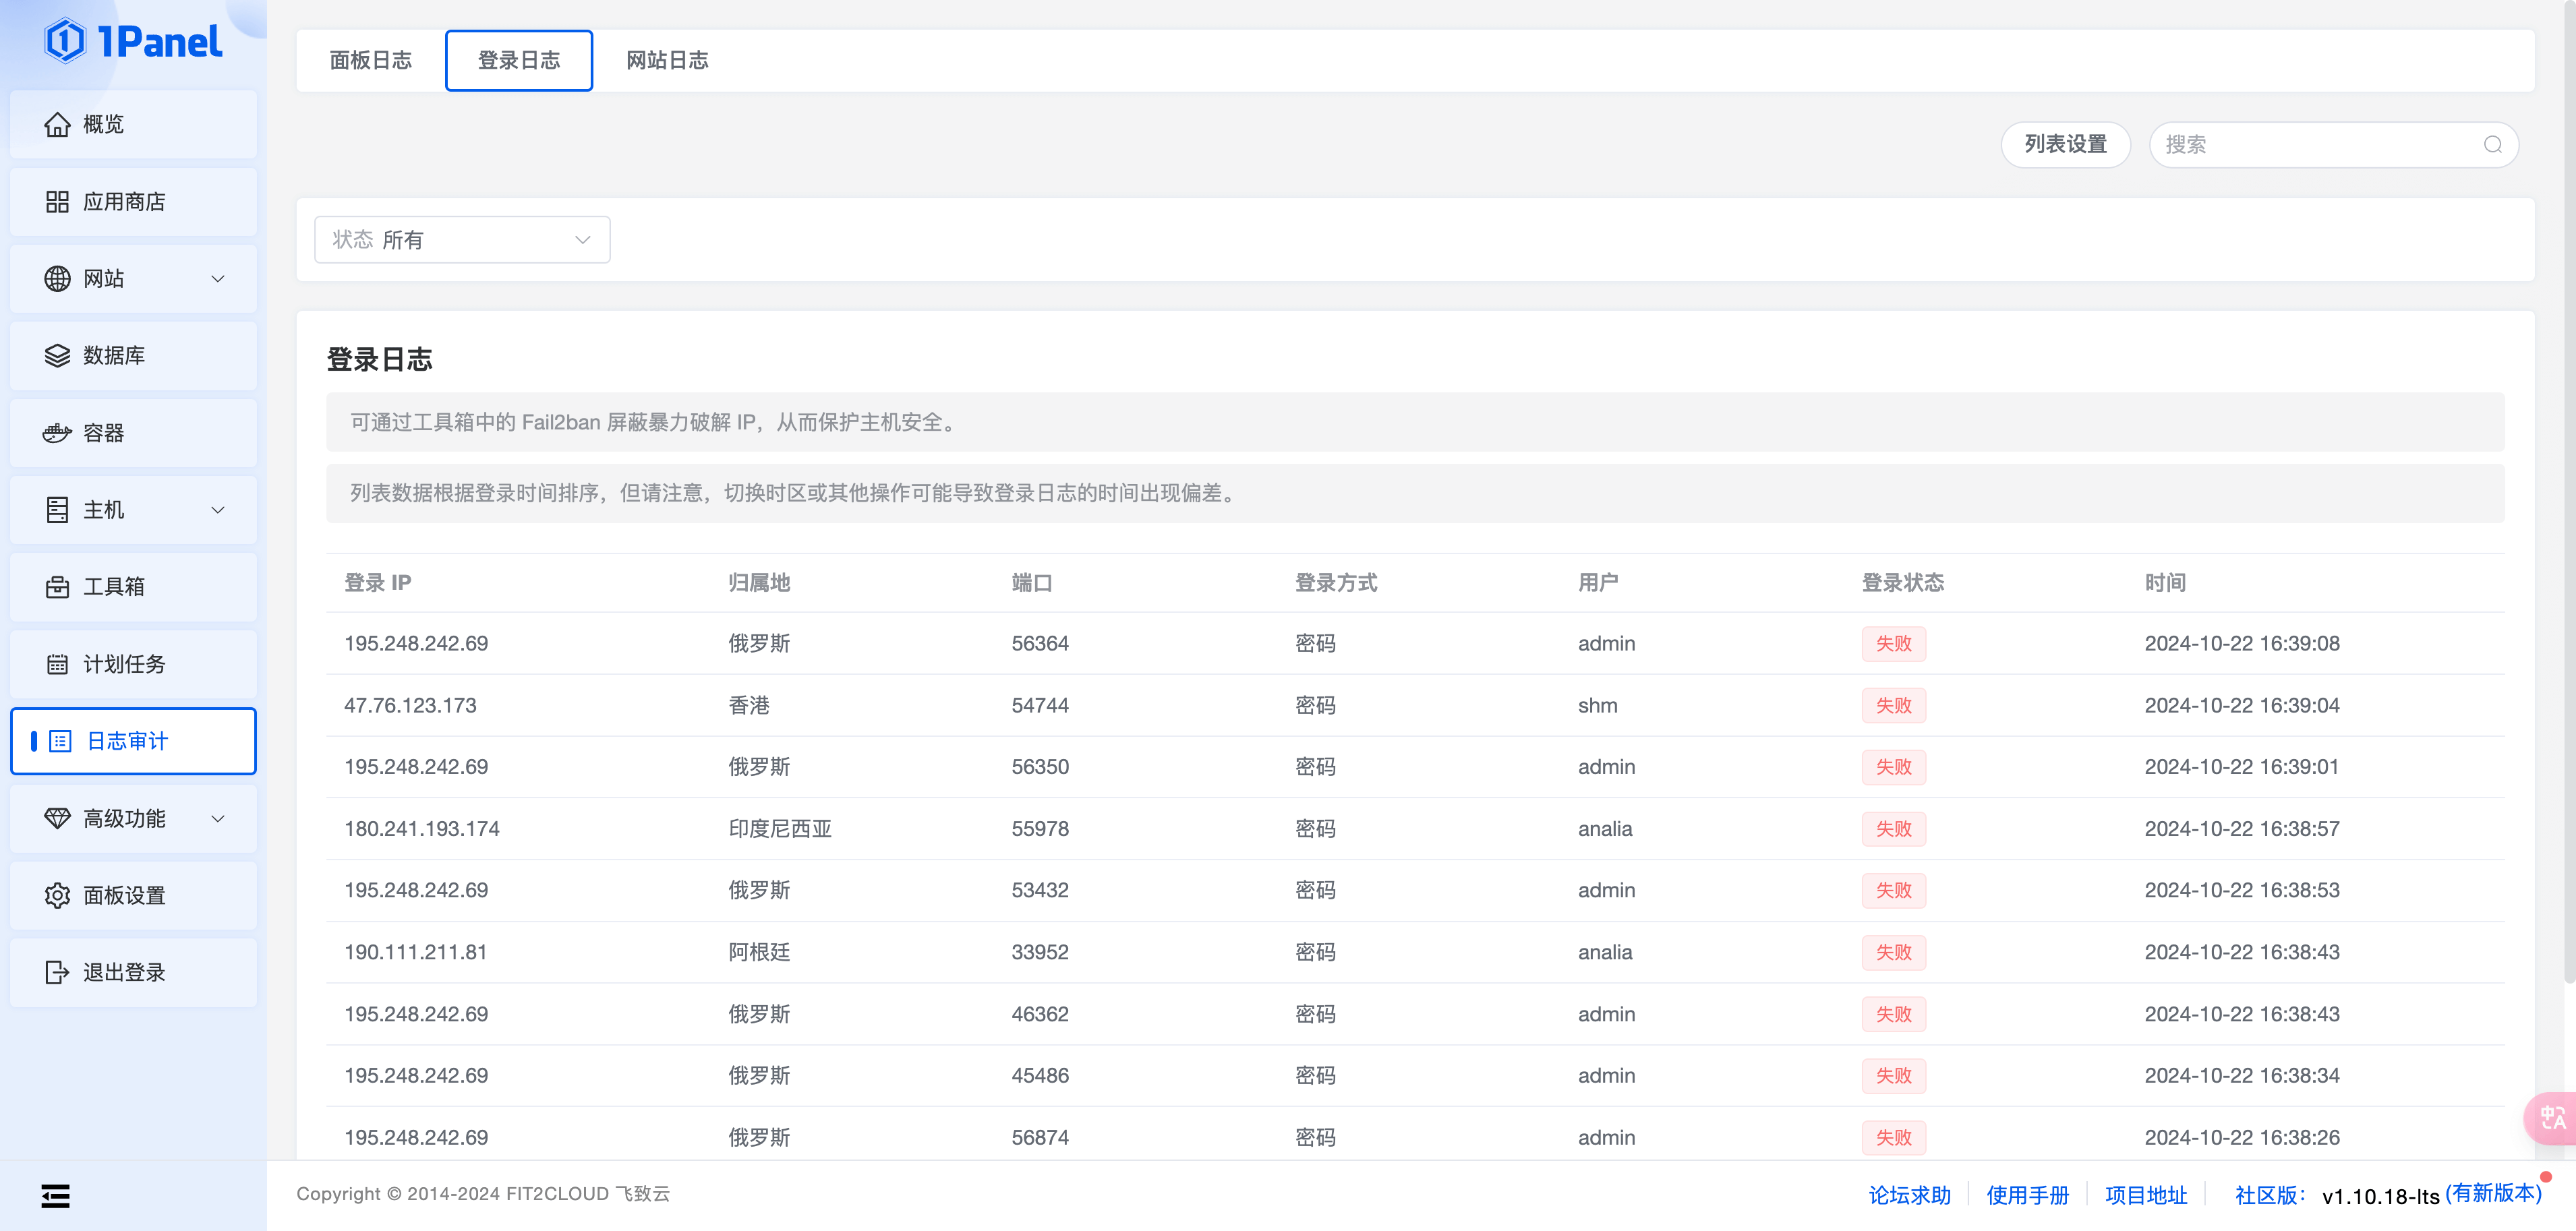 1Panel
概览
应用商店
网站
数据库
容器
主机
工具箱
计划任务
日志审计
高级功能
面板设置
退出登录
面板日志 登录日志 网站日志
列表设置 搜索
状态 所有
登录日志
可通过工具箱中的 Fail2ban 屏蔽暴力破解 IP，从而保护主机安全。
列表数据根据登录时间排序，但请注意，切换时区或其他操作可能导致登录日志的时间出现偏差。
登录 IP 归属地 端口 登录方式 用户 登录状态 时间
195.248.242.69 俄罗斯 56364 密码 admin 失败 2024-10-22 16:39:08
47.76.123.173 香港 54744 密码 shm 失败 2024-10-22 16:39:04
195.248.242.69 俄罗斯 56350 密码 admin 失败 2024-10-22 16:39:01
180.241.193.174 印度尼西亚 55978 密码 analia 失败 2024-10-22 16:38:57
195.248.242.69 俄罗斯 53432 密码 admin 失败 2024-10-22 16:38:53
190.111.211.81 阿根廷 33952 密码 analia 失败 2024-10-22 16:38:43
195.248.242.69 俄罗斯 46362 密码 admin 失败 2024-10-22 16:38:43
195.248.242.69 俄罗斯 45486 密码 admin 失败 2024-10-22 16:38:34
195.248.242.69 俄罗斯 56874 密码 admin 失败 2024-10-22 16:38:26
中 A
Copyright © 2014-2024 FIT2CLOUD 飞致云 论坛求助 使用手册 项目地址 社区版： v1.10.18-lts (有新版本)